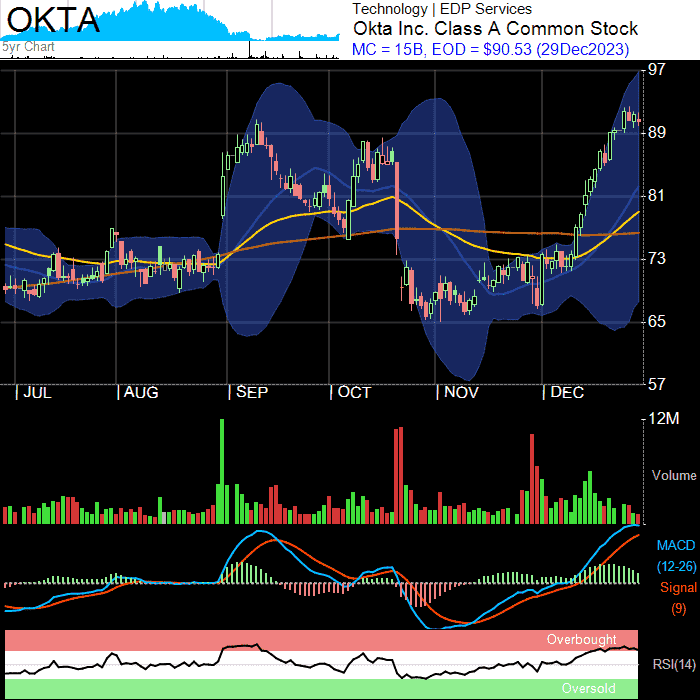 OKTA
5yr Chart
Technology | EDP Services
Okta Inc. Class A Common Stock
MC = 15B, EOD = $90.53 (29Dec2023)
97
89
81
73
65
57
| JUL | AUG | SEP | OCT | NOV | DEC
12M
Volume
MACD
(12-26)
Signal
(9)
Overbought
RSI(14)
Oversold